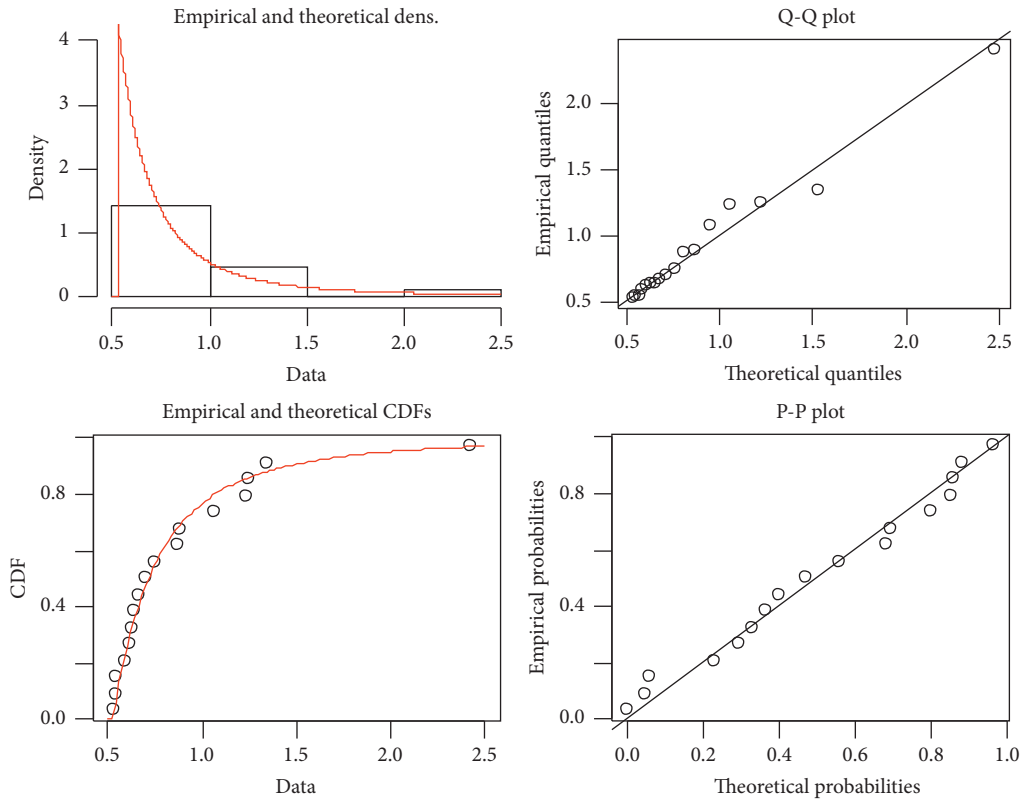 Empirical and theoretical dens.
4
3
2
1
0
Density
0.5 1.0 1.5 2.0 2.5
Data
Q-Q plot
2.0
1.5
1.0
0.5
Empirical quantiles
0.5 1.0 1.5 2.0 2.5
Theoretical quantiles
Empirical and theoretical CDFs
0.8
0.4
0.0
CDF
0.5 1.0 1.5 2.0 2.5
Data
P-P plot
0.8
0.4
0.0
Empirical probabilities
0.0 0.2 0.4 0.6 0.8 1.0
Theoretical probabilities